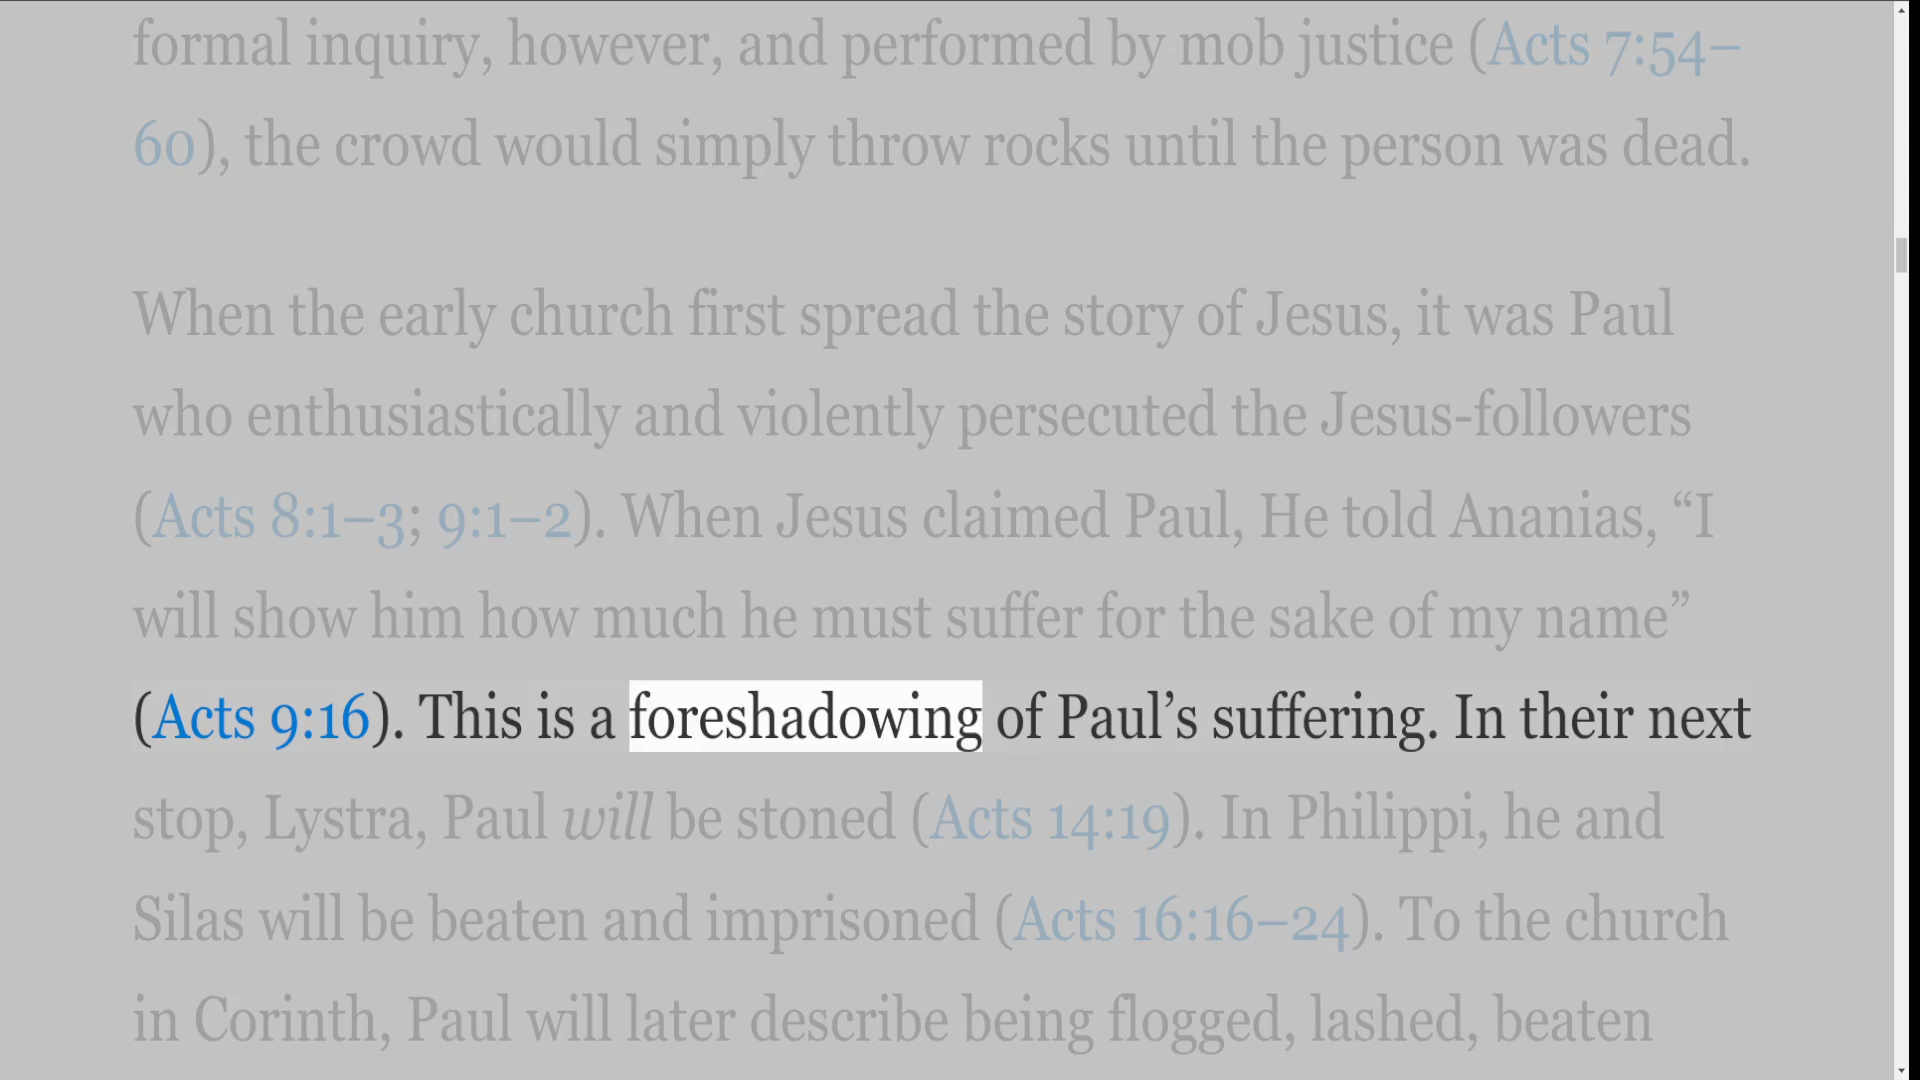 formal inquiry, however, and performed by mob justice (Acts 7:54–
60), the crowd would simply throw rocks until the person was dead.
When the early church first spread the story of Jesus, it was Paul
who enthusiastically and violently persecuted the Jesus-followers
(Acts 8:1–3; 9:1–2). When Jesus claimed Paul, He told Ananias, “I
will show him how much he must suffer for the sake of my name”
(Acts 9:16). This is a foreshadowing of Paul’s suffering. In their next
stop, Lystra, Paul will be stoned (Acts 14:19). In Philippi, he and
Silas will be beaten and imprisoned (Acts 16:16–24). To the church
in Corinth, Paul will later describe being flogged, lashed, beaten